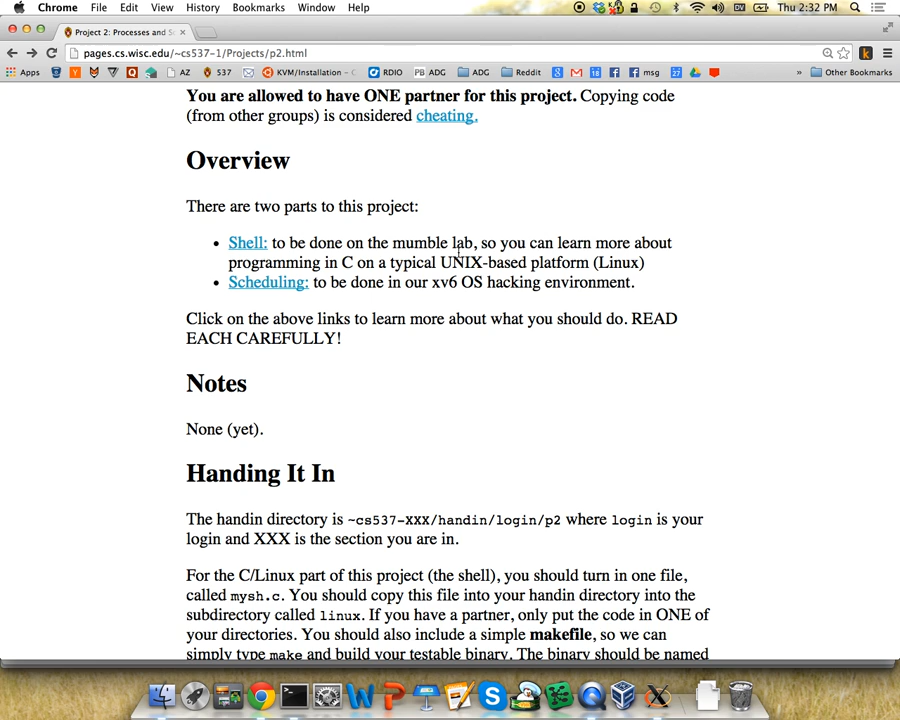 Chrome File Edit View History Bookmarks Window Help Thu 2:32 PM
Project 2: Processes and Sc
pages.cs.wisc.edu/~cs537-1/Projects/p2.html
Apps AZ 537 KVM/Installation - C RDIO PB ADG ADG Reddit 18 msg 27 » Other Bookmarks
You are allowed to have ONE partner for this project. Copying code
(from other groups) is considered cheating.
Overview
There are two parts to this project:
• Shell: to be done on the mumble lab, so you can learn more about
programming in C on a typical UNIX-based platform (Linux)
• Scheduling: to be done in our xv6 OS hacking environment.
Click on the above links to learn more about what you should do. READ
EACH CAREFULLY!
Notes
None (yet).
Handing It In
The handin directory is ~cs537-XXX/handin/login/p2 where login is your
login and XXX is the section you are in.
For the C/Linux part of this project (the shell), you should turn in one file,
called mysh.c. You should copy this file into your handin directory into the
subdirectory called linux. If you have a partner, only put the code in ONE of
your directories. You should also include a simple makefile, so we can
simply type make and build your testable binary. The binary should be named